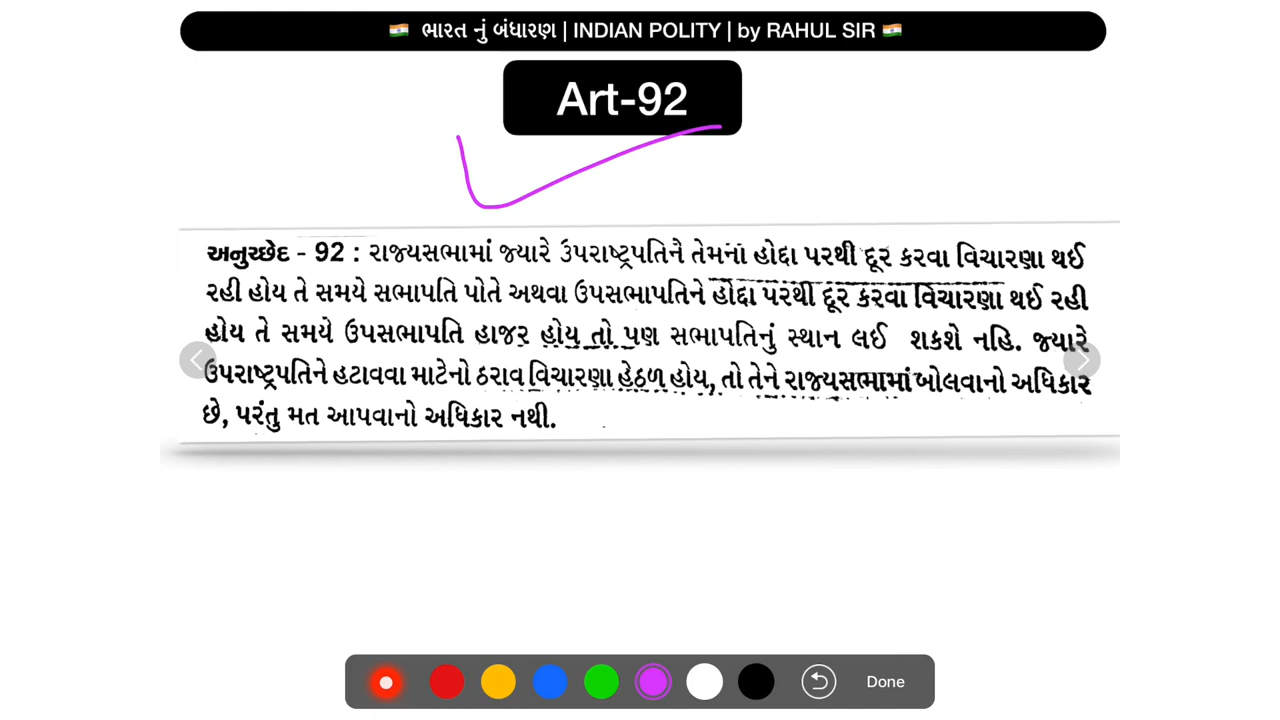 🇮🇳 ભારત નું બંધારણ | INDIAN POLITY | by RAHUL SIR 🇮🇳
Art-92
અનુચ્છેદ - 92 : રાજ્યસભામાં જ્યારે ઉપરાષ્ટ્રપતિને તેમનાં હોદ્દા પરથી દૂર કરવા વિચારણા થઈ
રહી હોય તે સમયે સભાપતિ પોતે અથવા ઉપસભાપતિને હોદ્દા પરથી દૂર કરવા વિચારણા થઈ રહી
હોય તે સમયે ઉપસભાપતિ હાજર હોય તો પણ સભાપતિનું સ્થાન લઈ શકશે નહિ. જ્યારે
ઉપરાષ્ટ્રપતિને હટાવવા માટેનો ઠરાવ વિચારણા હેઠળ હોય, તો તેને રાજ્યસભામાં બોલવાનો અધિકાર
છે, પરંતુ મત આપવાનો અધિકાર નથી.
Done